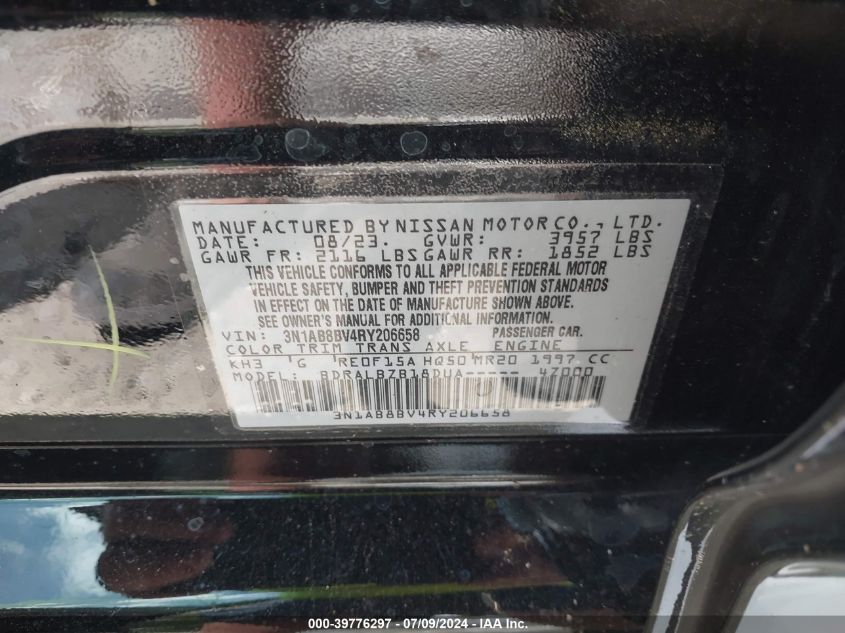 MANUFACTURED BY NISSAN MOTOR CO., LTD.
DATE: 08/23. GVWR: 3957 LBS
GAWR FR: 2116 LBS GAWR RR: 1852 LBS
THIS VEHICLE CONFORMS TO ALL APPLICABLE FEDERAL MOTOR
VEHICLE SAFETY, BUMPER AND THEFT PREVENTION STANDARDS
IN EFFECT ON THE DATE OF MANUFACTURE SHOWN ABOVE.
SEE OWNER'S MANUAL FOR ADDITIONAL INFORMATION.
VIN: 3N1AB8BV4RY206658 PASSENGER CAR.
COLOR TRIM TRANS AXLE ENGINE
KH3 'G 'RE0F15A HQ50 MR20 1997 CC
MODEL: BDRALBZB18DUA----- 4Z000
3N1AB8BV4RY206658
000-39776297 - 07/09/2024 - IAA Inc.